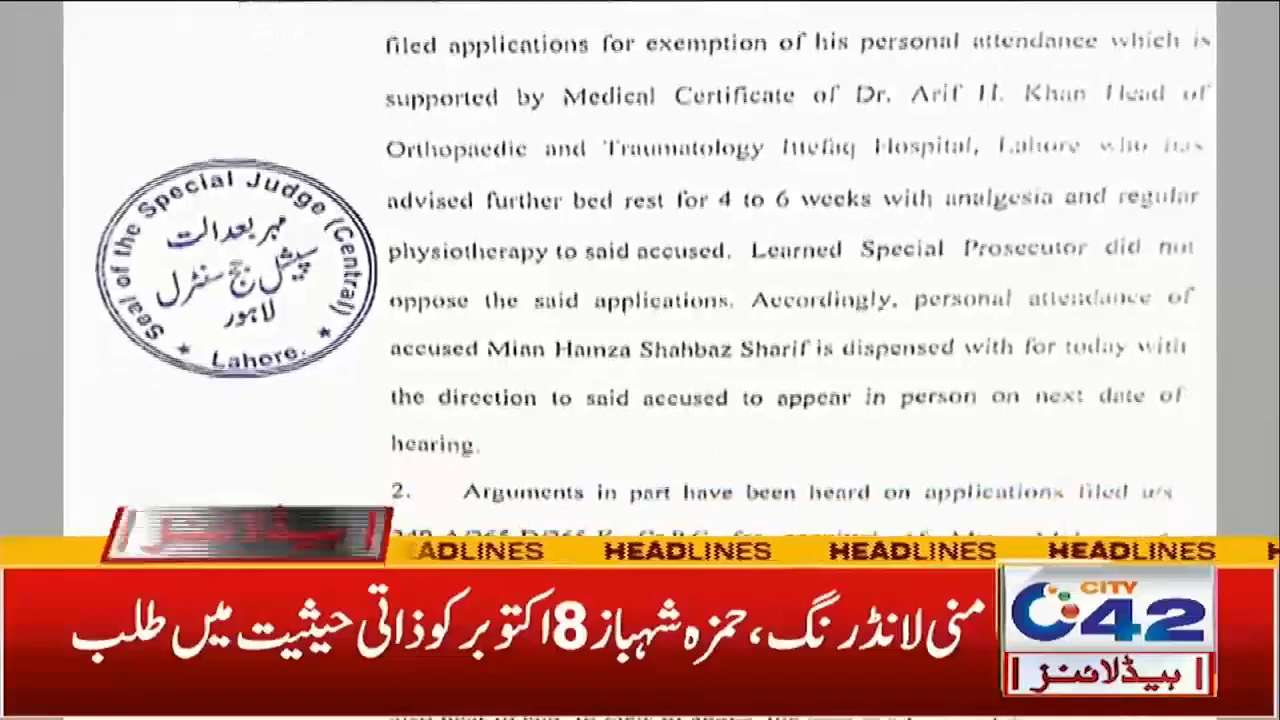 filed applications for exemption of his personal attendance which is
supported by Medical Certificate of Dr. Arif H. Khan Head of
Orthopaedic and Traumatology Ittefaq Hospital, Lahore who has
advised further bed rest for 4 to 6 weeks with analgesia and regular
physiotherapy to said accused. Learned Special Prosecutor did not
oppose the said applications. Accordingly, personal attendance of
accused Mian Hamza Shahbaz Sharif is dispensed with for today with
the direction to said accused to appear in person on next date of
hearing.
2. Arguments in part have been heard on applications filed u/s
Seal of the Special Judge (Central)
مہر بعدالت
سپیشل جج سنٹرل
لاہور
★ Lahore. ★
ہیڈلائنز
ADLINES HEADLINES HEADLINES HEADLINES
منی لانڈرنگ، حمزہ شہباز 8 اکتوبر کو ذاتی حیثیت میں طلب
CITY
42
ہیڈلائنز